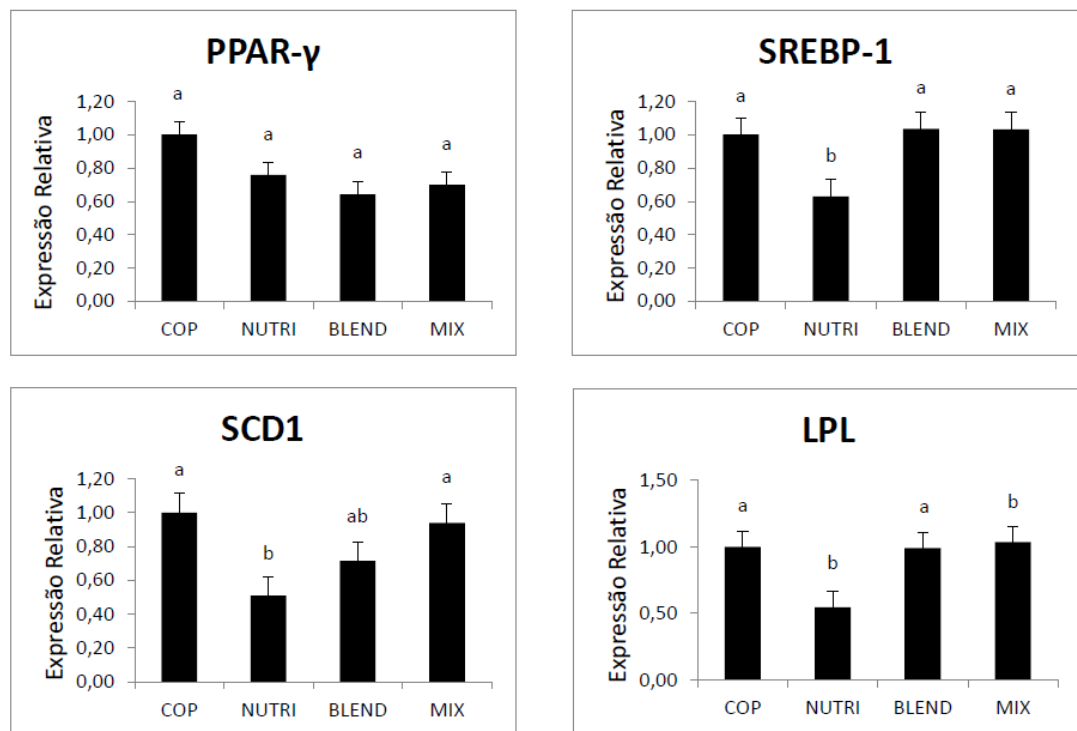 PPAR-γ
Expressão Relativa
1,20
1,00
0,80
0,60
0,40
0,20
0,00
a a a a
COP NUTRI BLEND MIX
SREBP-1
Expressão Relativa
1,20
1,00
0,80
0,60
0,40
0,20
0,00
a b a a
COP NUTRI BLEND MIX
SCD1
Expressão Relativa
1,20
1,00
0,80
0,60
0,40
0,20
0,00
a b ab a
COP NUTRI BLEND MIX
LPL
Expressão Relativa
1,50
1,00
0,50
0,00
a b a b
COP NUTRI BLEND MIX